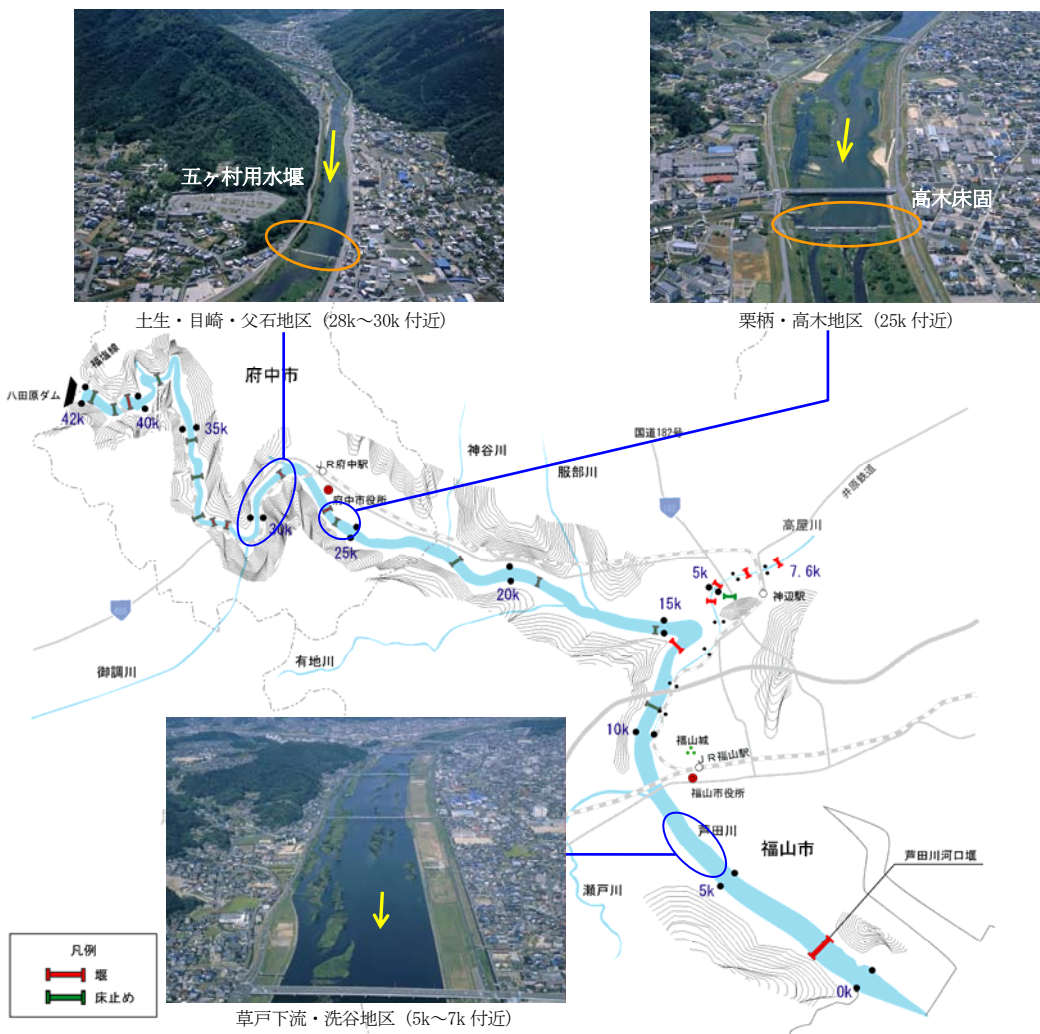 五ヶ村用水堰
高木床固
土生・目崎・父石地区 (28k～30k 付近)
栗柄・高木地区 (25k 付近)
福塩線
府中市
八田原ダム
42k
40k
35k
国道182号
神谷川
JR府中駅
服部川
井原鉄道
府中市役所
182
高屋川
30k
25k
5k
7.6k
20k
神辺駅
15k
486
有地川
御調川
10k
福山城
JR福山駅
福山市役所
芦田川
福山市
芦田川河口堰
5k
瀬戸川
凡例
堰
床止め
0k
草戸下流・洗谷地区 (5k～7k 付近)